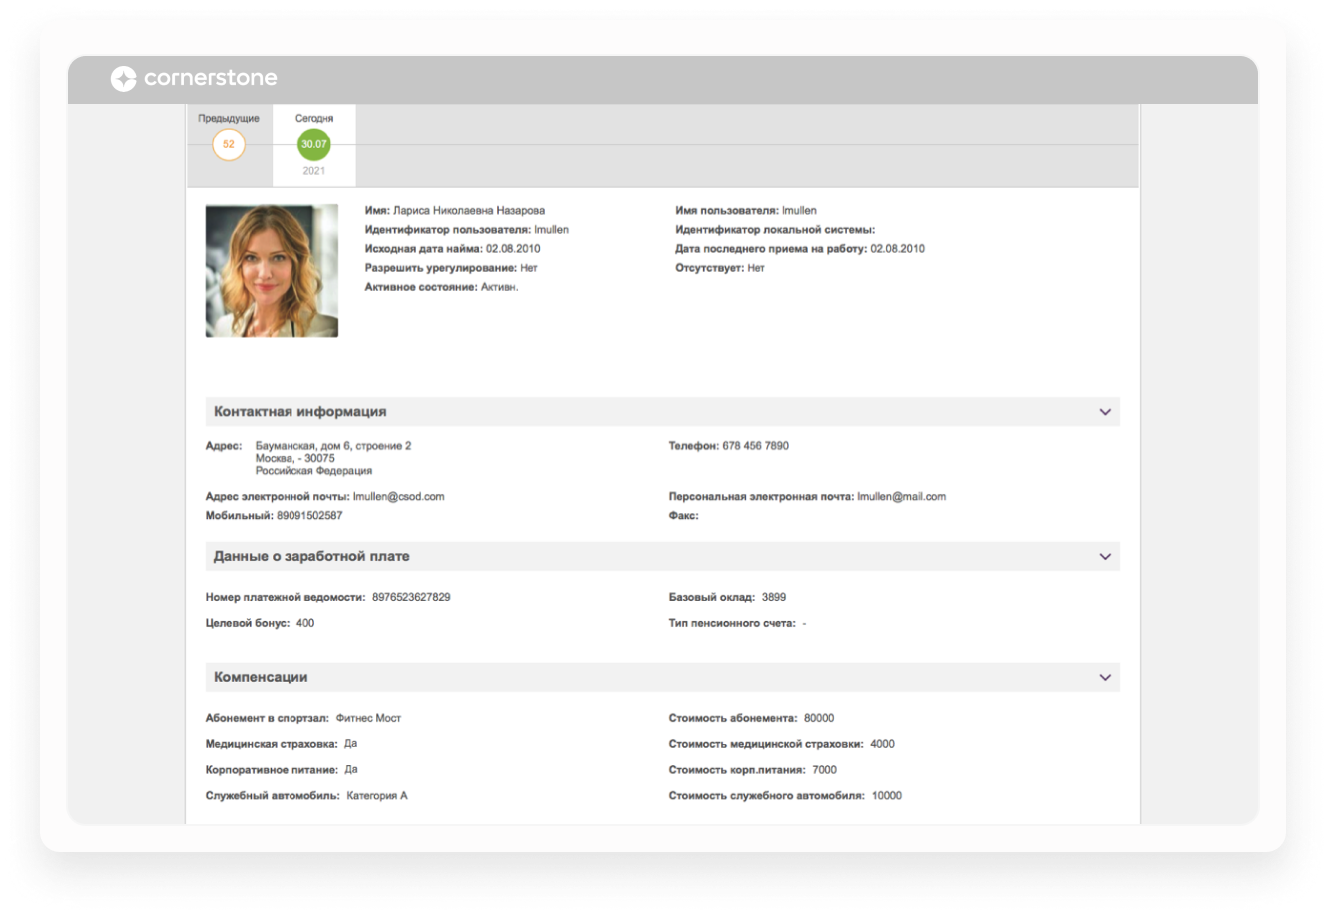 cornerstone
Предыдущие
52
Сегодня
30.07
2021
Имя: Лариса Николаевна Назарова
Идентификатор пользователя: lmullen
Исходная дата найма: 02.08.2010
Разрешить урегулирование: Нет
Активное состояние: Активн.
Имя пользователя: lmullen
Идентификатор локальной системы:
Дата последнего приема на работу: 02.08.2010
Отсутствует: Нет
Контактная информация
Адрес: Бауманская, дом 6, строение 2
Москва, - 30075
Российская Федерация
Телефон: 678 456 7890
Адрес электронной почты: lmullen@csod.com
Персональная электронная почта: lmullen@mail.com
Мобильный: 89091502587
Факс:
Данные о заработной плате
Номер платежной ведомости: 8976523627829
Базовый оклад: 3899
Целевой бонус: 400
Тип пенсионного счета: -
Компенсации
Абонемент в спортзал: Фитнес Мост
Стоимость абонемента: 80000
Медицинская страховка: Да
Стоимость медицинской страховки: 4000
Корпоративное питание: Да
Стоимость корп.питания: 7000
Служебный автомобиль: Категория А
Стоимость служебного автомобиля: 10000